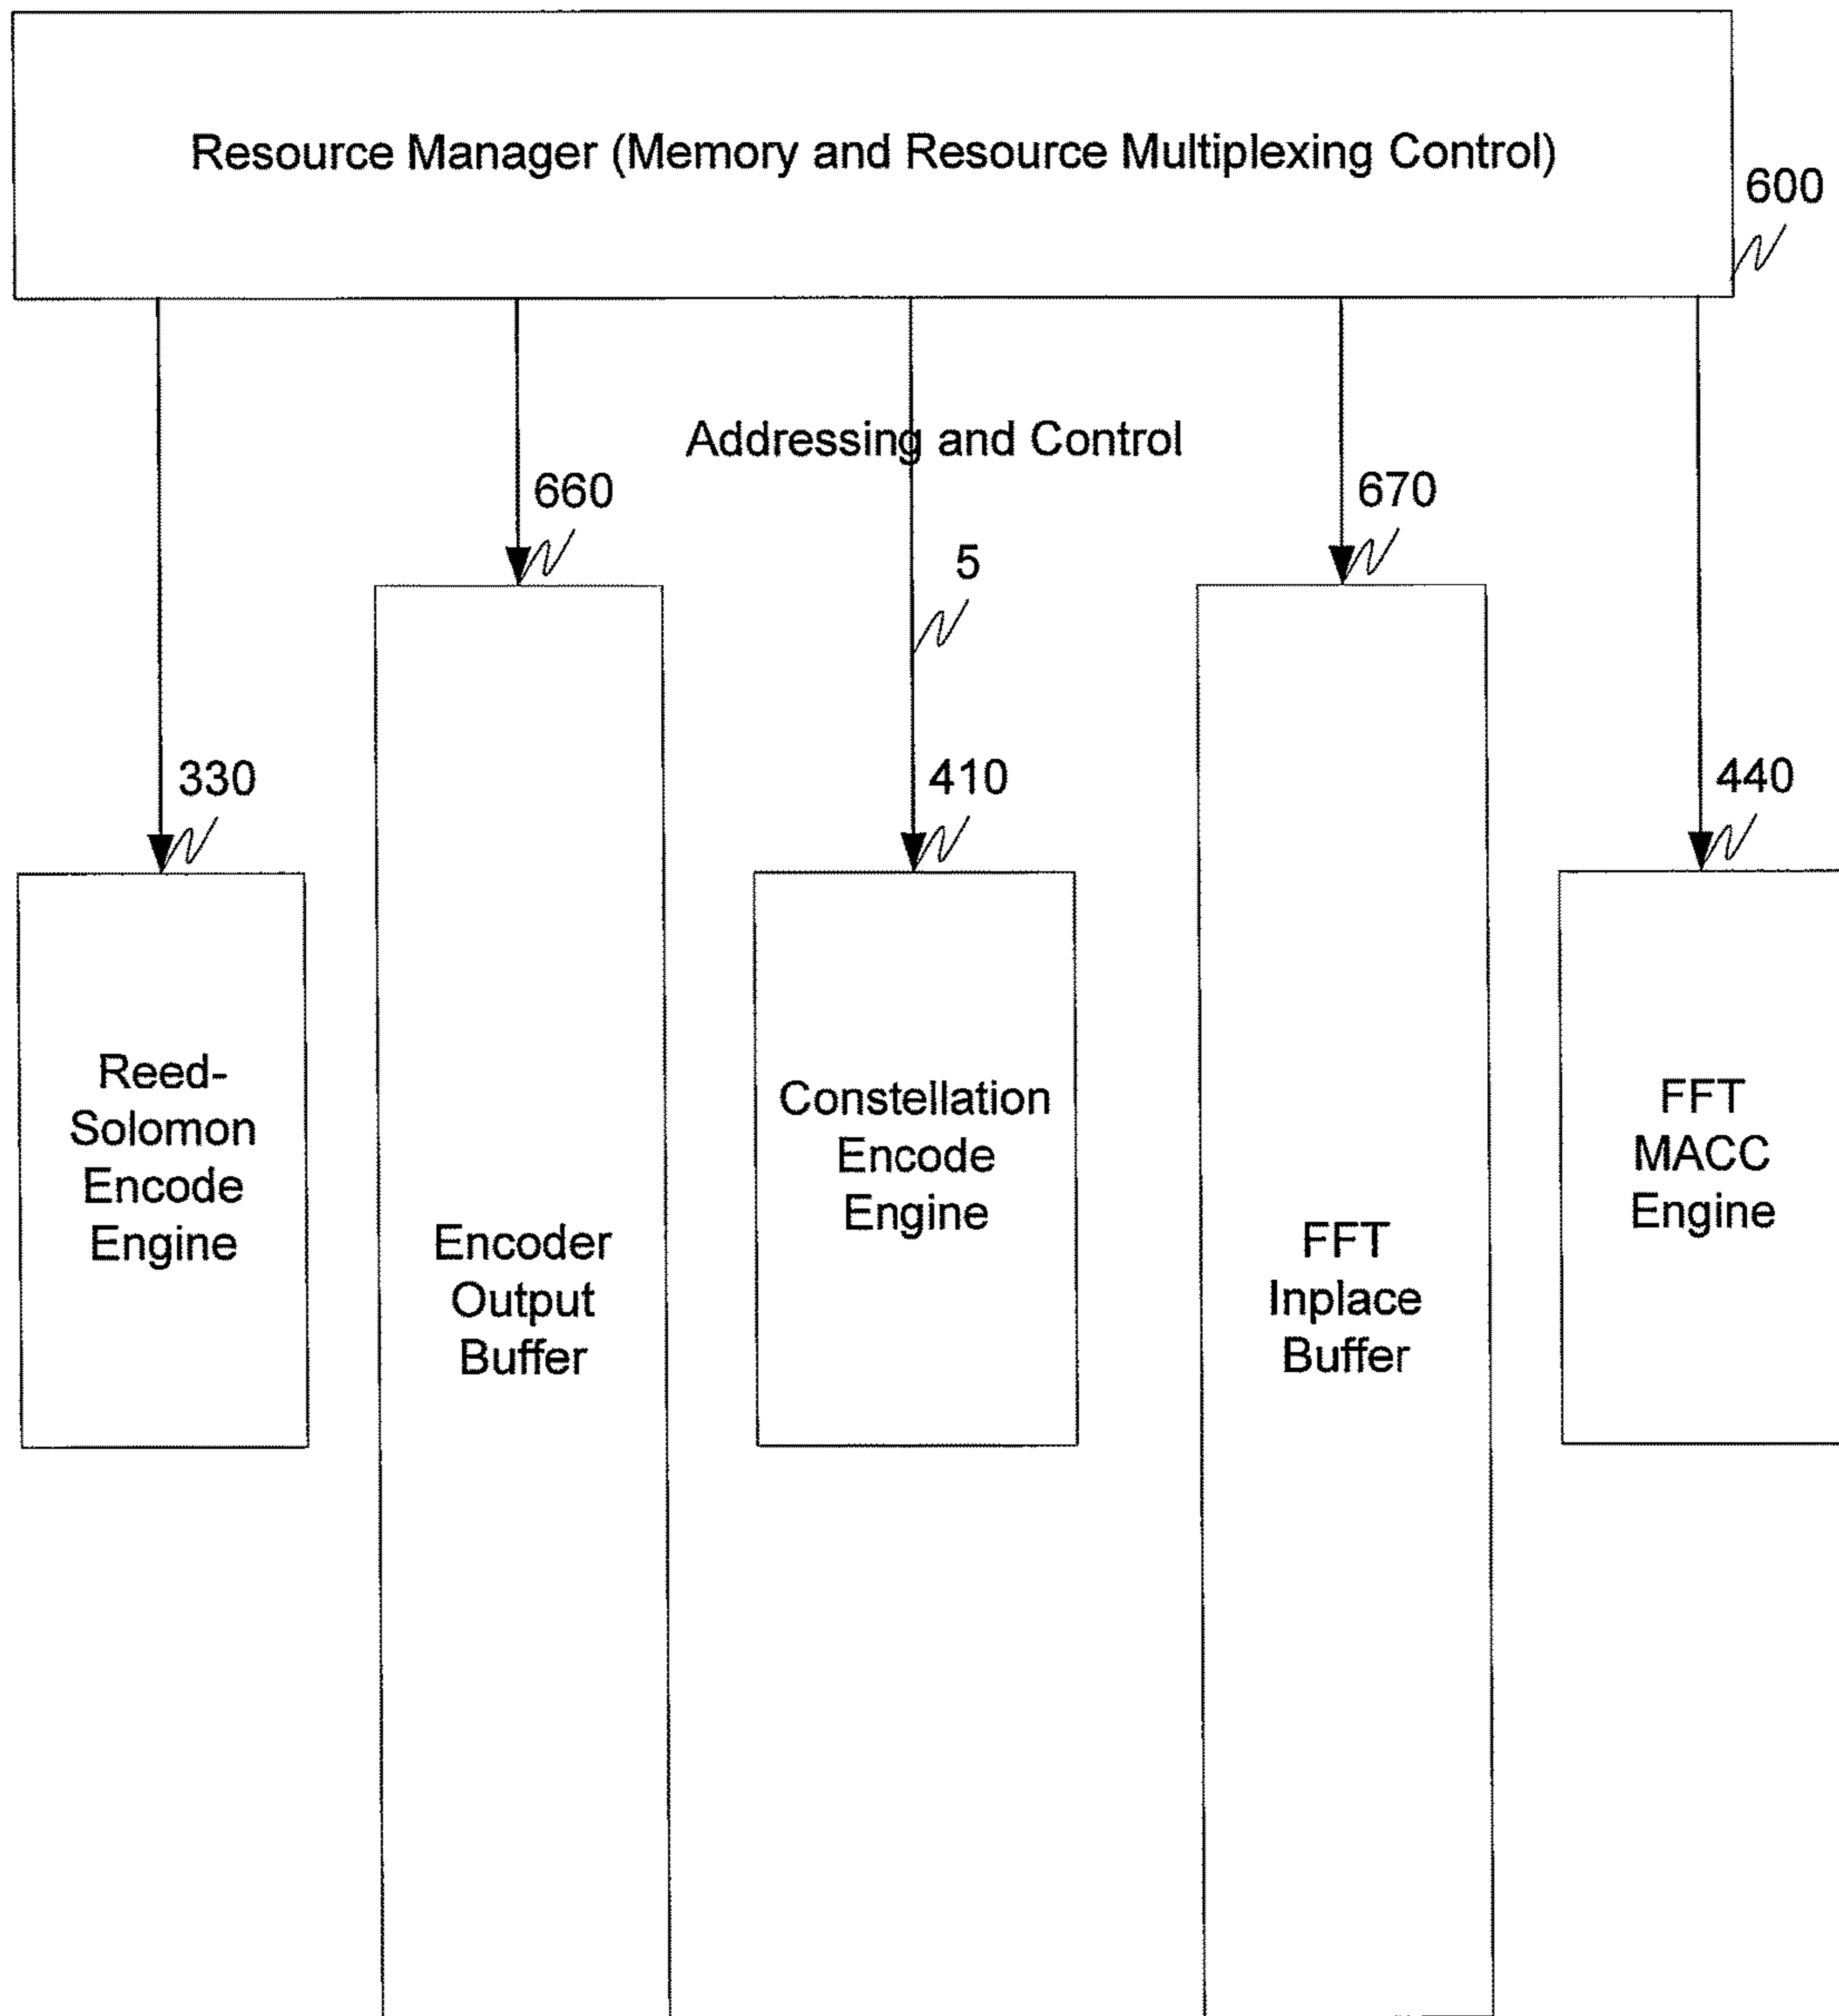 Resource Manager (Memory and Resource Multiplexing Control)
600
Addressing and Control
660
670
5
330
410
440
Reed-
Solomon
Encode
Engine
Encoder
Output
Buffer
Constellation
Encode
Engine
FFT
Inplace
Buffer
FFT
MACC
Engine